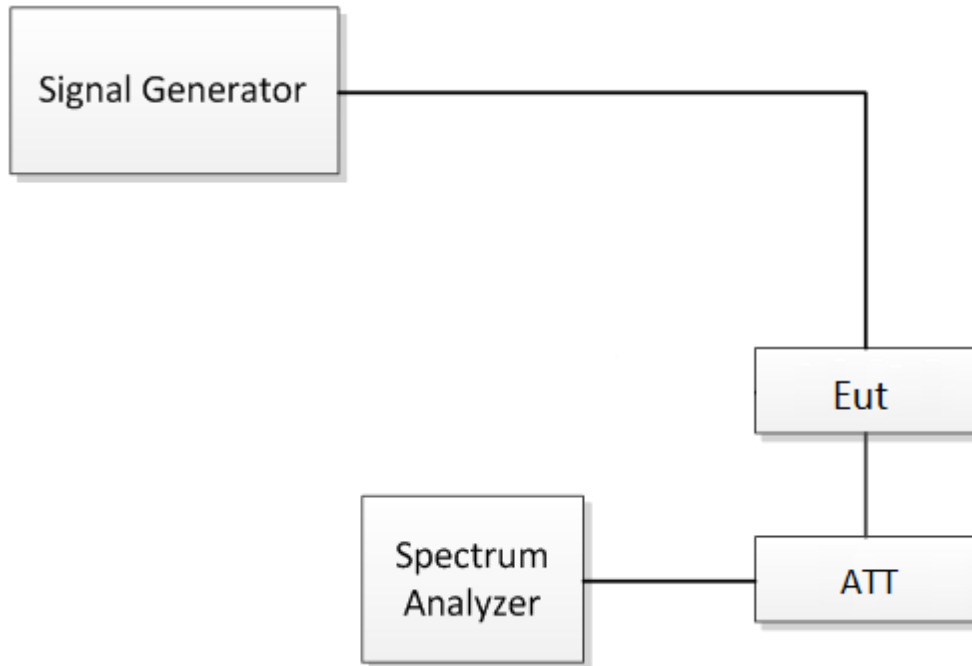 Signal Generator
Eut
Spectrum
Analyzer
ATT